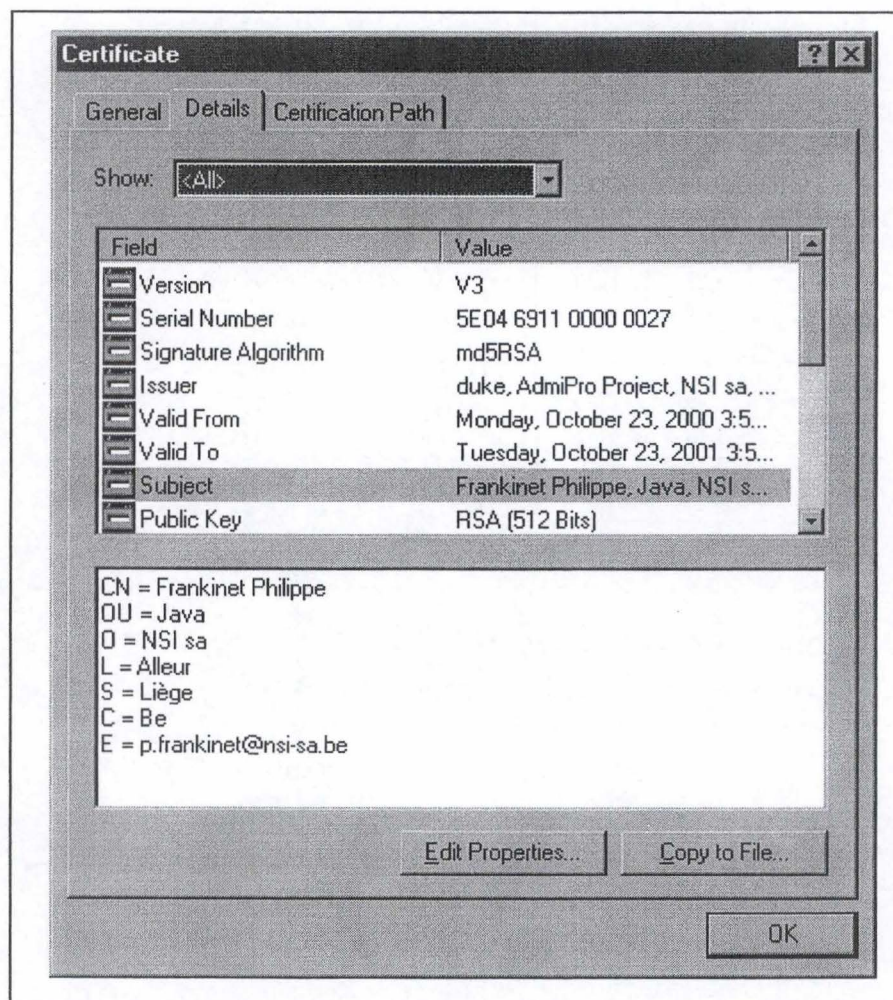 Certificate
General Details Certification Path
Show: <All>
Field Value
Version V3
Serial Number 5E04 6911 0000 0027
Signature Algorithm md5RSA
Issuer duke, AdmiPro Project, NSI sa, ...
Valid From Monday, October 23, 2000 3:5...
Valid To Tuesday, October 23, 2001 3:5...
Subject Frankinet Philippe, Java, NSI s...
Public Key RSA (512 Bits)
CN = Frankinet Philippe
OU = Java
O = NSI sa
L = Alleur
S = Liège
C = Be
E = p.frankinet@nsi-sa.be
Edit Properties... Copy to File...
OK